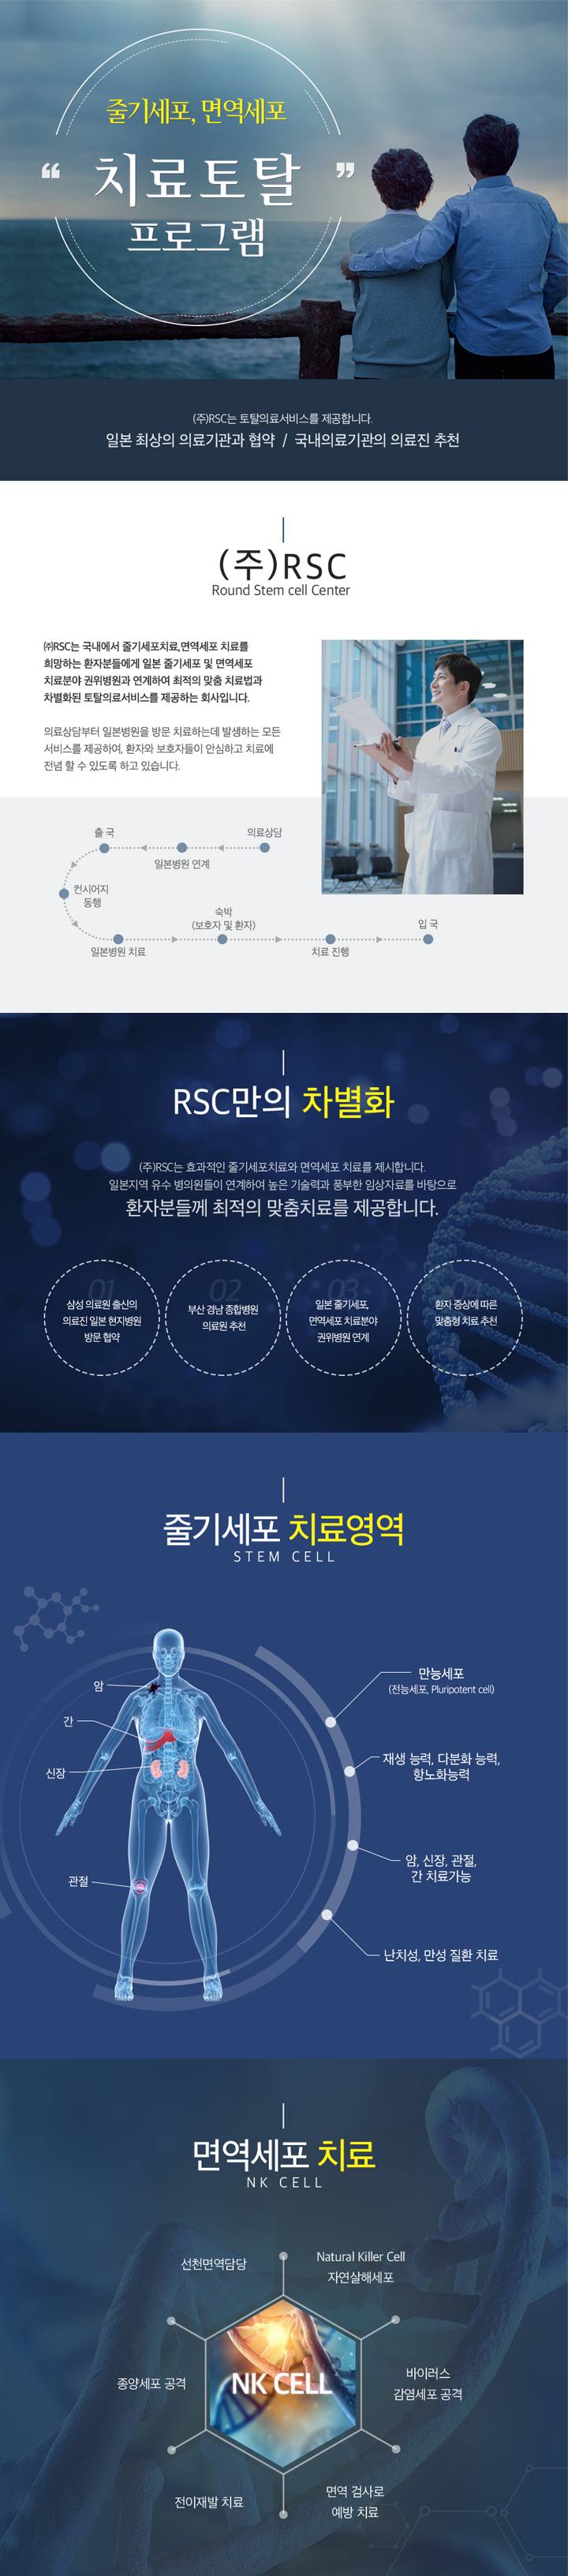 줄기세포, 면역세포
“ 치료토탈 ”
프로그램
(주)RSC는 토탈의료서비스를 제공합니다.
일본 최상의 의료기관과 협약 / 국내의료기관의 의료진 추천
(주)RSC
Round Stem cell Center
㈜RSC는 국내에서 줄기세포치료,면역세포 치료를
희망하는 환자분들에게 일본 줄기세포 및 면역세포
치료분야 권위병원과 연계하여 최적의 맞춤 치료법과
차별화된 토탈의료서비스를 제공하는 회사입니다.
의료상담부터 일본병원을 방문 치료하는데 발생하는 모든
서비스를 제공하여, 환자와 보호자들이 안심하고 치료에
전념 할 수 있도록 하고 있습니다.
출 국
의료상담
일본병원 연계
컨시어지
동행
숙박
(보호자 및 환자)
입 국
일본병원 치료
치료 진행
RSC만의 차별화
(주)RSC는 효과적인 줄기세포치료와 면역세포 치료를 제시합니다.
일본지역 유수 병의원들이 연계하여 높은 기술력과 풍부한 임상자료를 바탕으로
환자분들께 최적의 맞춤치료를 제공합니다.
01
삼성 의료원 출신의
의료진 일본 현지병원
방문 협약
02
부산 경남 종합병원
의료원 추천
03
일본 줄기세포,
면역세포 치료분야
권위병원 연계
04
환자 증상에 따른
맞춤형 치료 추천
줄기세포 치료영역
STEM CELL
암
간
신장
관절
만능세포
(전능세포, Pluripotent cell)
재생 능력, 다분화 능력,
항노화능력
암, 신장, 관절,
간 치료가능
난치성, 만성 질환 치료
면역세포 치료
NK CELL
선천면역담당
Natural Killer Cell
자연살해세포
종양세포 공격
NK CELL
바이러스
감염세포 공격
전이재발 치료
면역 검사로
예방 치료